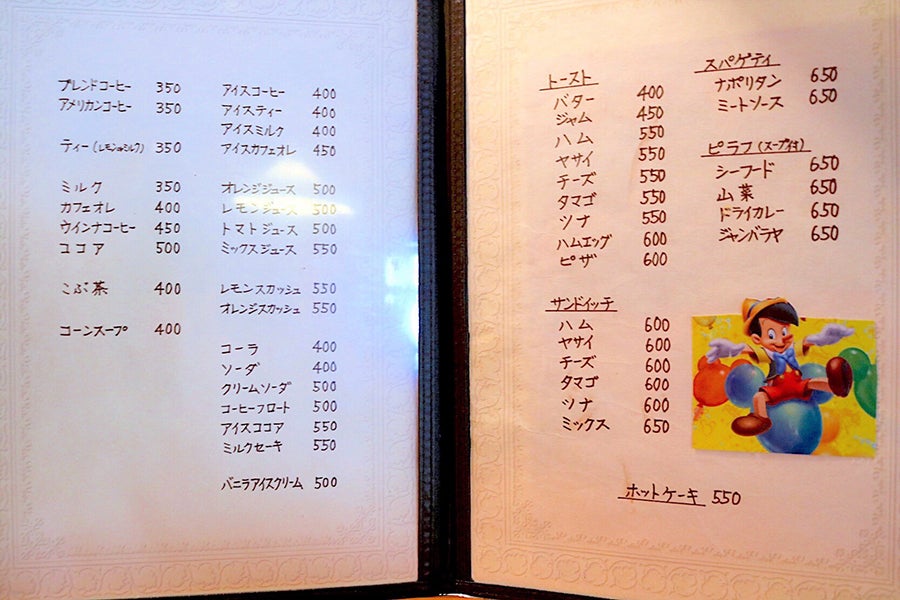 ブレンドコーヒー 350
アメリカンコーヒー 350
ティー(レモンorミルク) 350
ミルク 350
カフェオレ 400
ウインナコーヒー 450
ココア 500
こぶ茶 400
コーンスープ 400
アイスコーヒー 400
アイスティー 400
アイスミルク 400
アイスカフェオレ 450
オレンジジュース 500
レモンジュース 500
トマトジュース 500
ミックスジュース 550
レモンスカッシュ 550
オレンジスカッシュ 550
コーラ 400
ソーダ 400
クリームソーダ 500
コーヒーフロート 500
アイスココア 550
ミルクセーキ 550
バニラアイスクリーム 500
トースト
バター 400
ジャム 450
ハム 550
ヤサイ 550
チーズ 550
タマゴ 550
ツナ 550
ハムエッグ 600
ピザ 600
サンドイッチ
ハム 600
ヤサイ 600
チーズ 600
タマゴ 600
ツナ 600
ミックス 650
スパゲティ
ナポリタン 650
ミートソース 650
ピラフ(スープ付)
シーフード 650
山菜 650
ドライカレー 650
ジャンバラヤ 650
ホットケーキ 550